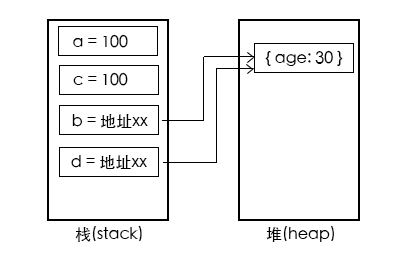 a = 100
c = 100
b = 地址xx
d = 地址xx
{ age: 30 }
栈(stack)
堆(heap)